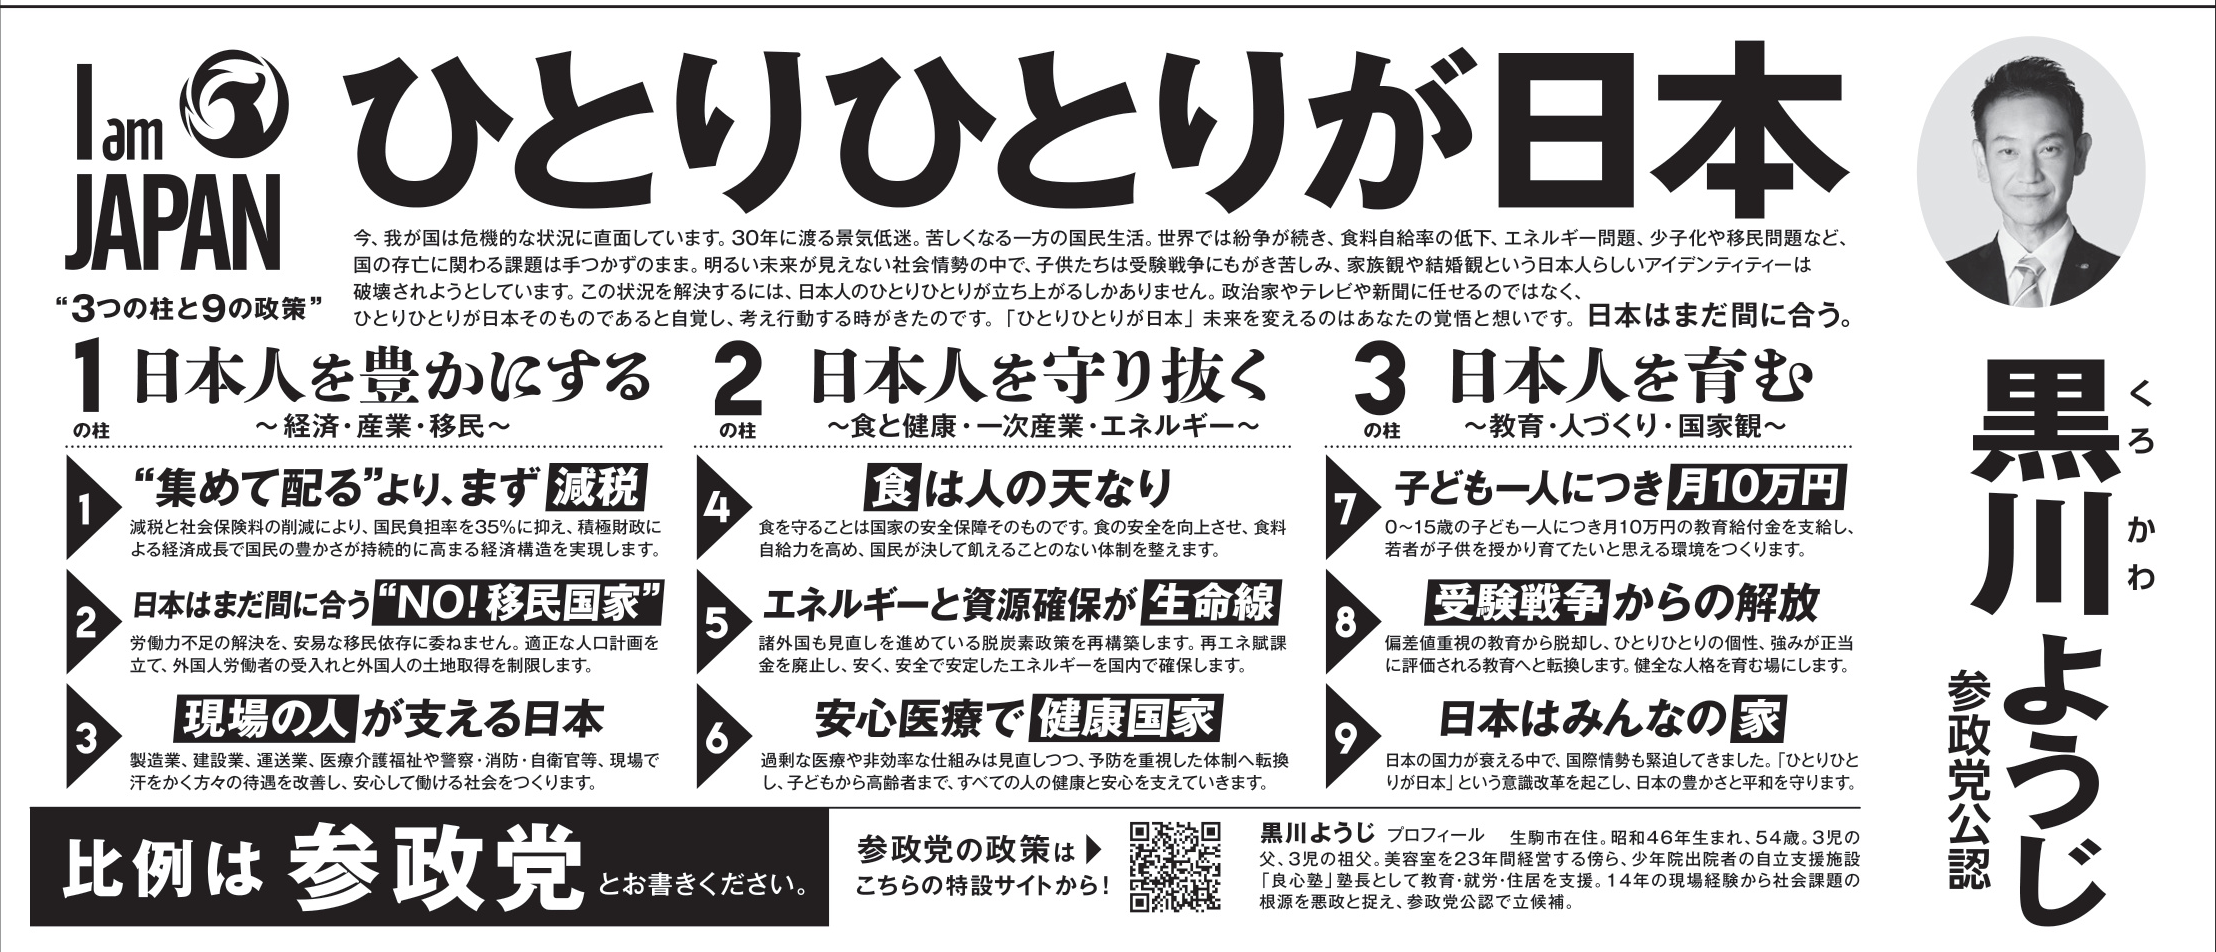 I am
JAPAN
“3つの柱と9の政策”
ひとりひとりが日本
今、我が国は危機的な状況に直面しています。30年に渡る景気低迷。苦しくなる一方の国民生活。世界では紛争が続き、食料自給率の低下、エネルギー問題、少子化や移民問題など、
国の存亡に関わる課題は手つかずのまま。明るい未来が見えない社会情勢の中で、子供たちは受験戦争にもがき苦しみ、家族観や結婚観という日本人らしいアイデンティティーは
破壊されようとしています。この状況を解決するには、日本人のひとりひとりが立ち上がるしかありません。政治家やテレビや新聞に任せるのではなく、
ひとりひとりが日本そのものであると自覚し、考え行動する時がきたのです。「ひとりひとりが日本」未来を変えるのはあなたの覚悟と想いです。日本はまだ間に合う。
1の柱 日本人を豊かにする
～経済・産業・移民～
1 “集めて配る”より、まず減税
減税と社会保険料の削減により、国民負担率を35%に抑え、積極財政に
よる経済成長で国民の豊かさが持続的に高まる経済構造を実現します。
2 日本はまだ間に合う“NO!移民国家”
労働力不足の解決を、安易な移民依存に委ねません。適正な人口計画を
立て、外国人労働者の受入れと外国人の土地取得を制限します。
3 現場の人が支える日本
製造業、建設業、運送業、医療介護福祉や警察・消防・自衛官等、現場で
汗をかく方々の待遇を改善し、安心して働ける社会をつくります。
2の柱 日本人を守り抜く
～食と健康・一次産業・エネルギー～
4 食は人の天なり
食を守ることは国家の安全保障そのものです。食の安全を向上させ、食料
自給力を高め、国民が決して飢えることのない体制を整えます。
5 エネルギーと資源確保が生命線
諸外国も見直しを進めている脱炭素政策を再構築します。再エネ賦課
金を廃止し、安く、安全で安定したエネルギーを国内で確保します。
6 安心医療で健康国家
過剰な医療や非効率な仕組みは見直しつつ、予防を重視した体制へ転換
し、子どもから高齢者まで、すべての人の健康と安心を支えていきます。
3の柱 日本人を育む
～教育・人づくり・国家観～
7 子ども一人につき月10万円
0～15歳の子ども一人につき月10万円の教育給付金を支給し、
若者が子供を授かり育てたいと思える環境をつくります。
8 受験戦争からの解放
偏差値重視の教育から脱却し、ひとりひとりの個性、強みが正当
に評価される教育へと転換します。健全な人格を育む場にします。
9 日本はみんなの家
日本の国力が衰える中で、国際情勢も緊迫してきました。「ひとりひと
りが日本」という意識改革を起こし、日本の豊かさと平和を守ります。
比例は参政党とお書きください。
参政党の政策は▶
こちらの特設サイトから!
黒川ようじ プロフィール 生駒市在住。昭和46年生まれ、54歳。3児の
父、3児の祖父。美容室を23年間経営する傍ら、少年院出院者の自立支援施設
「良心塾」塾長として教育・就労・住居を支援。14年の現場経験から社会課題の
根源を悪政と捉え、参政党公認で立候補。
黒川ようじ
くろかわ
参政党公認